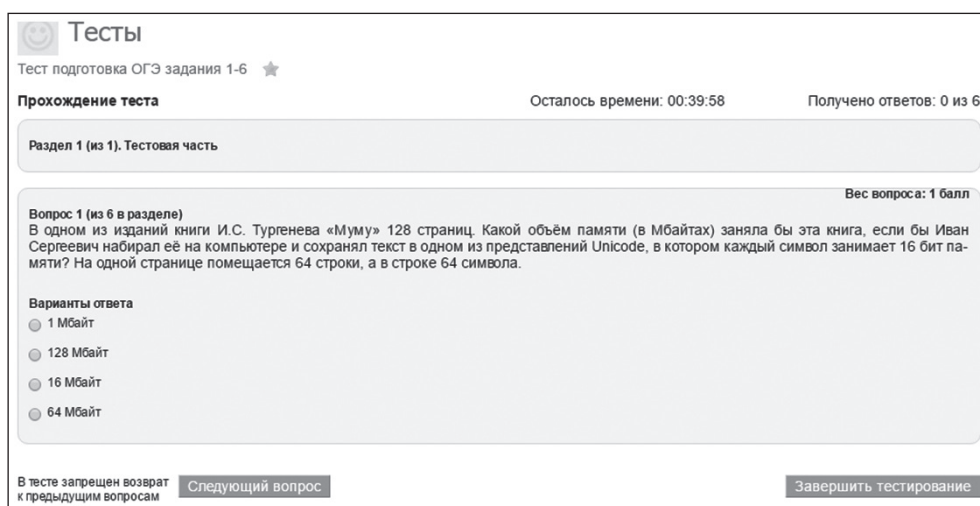 Тесты
Тест подготовка ОГЭ задания 1-6
Прохождение теста Осталось времени: 00:39:58 Получено ответов: 0 из 6
Раздел 1 (из 1). Тестовая часть
Вес вопроса: 1 балл
Вопрос 1 (из 6 в разделе)
В одном из изданий книги И.С. Тургенева «Муму» 128 страниц. Какой объём памяти (в Мбайтах) заняла бы эта книга, если бы Иван
Сергеевич набирал её на компьютере и сохранял текст в одном из представлений Unicode, в котором каждый символ занимает 16 бит па-
мяти? На одной странице помещается 64 строки, а в строке 64 символа.
Варианты ответа
1 Мбайт
128 Мбайт
16 Мбайт
64 Мбайт
В тесте запрещен возврат
к предыдущим вопросам
Следующий вопрос Завершить тестирование